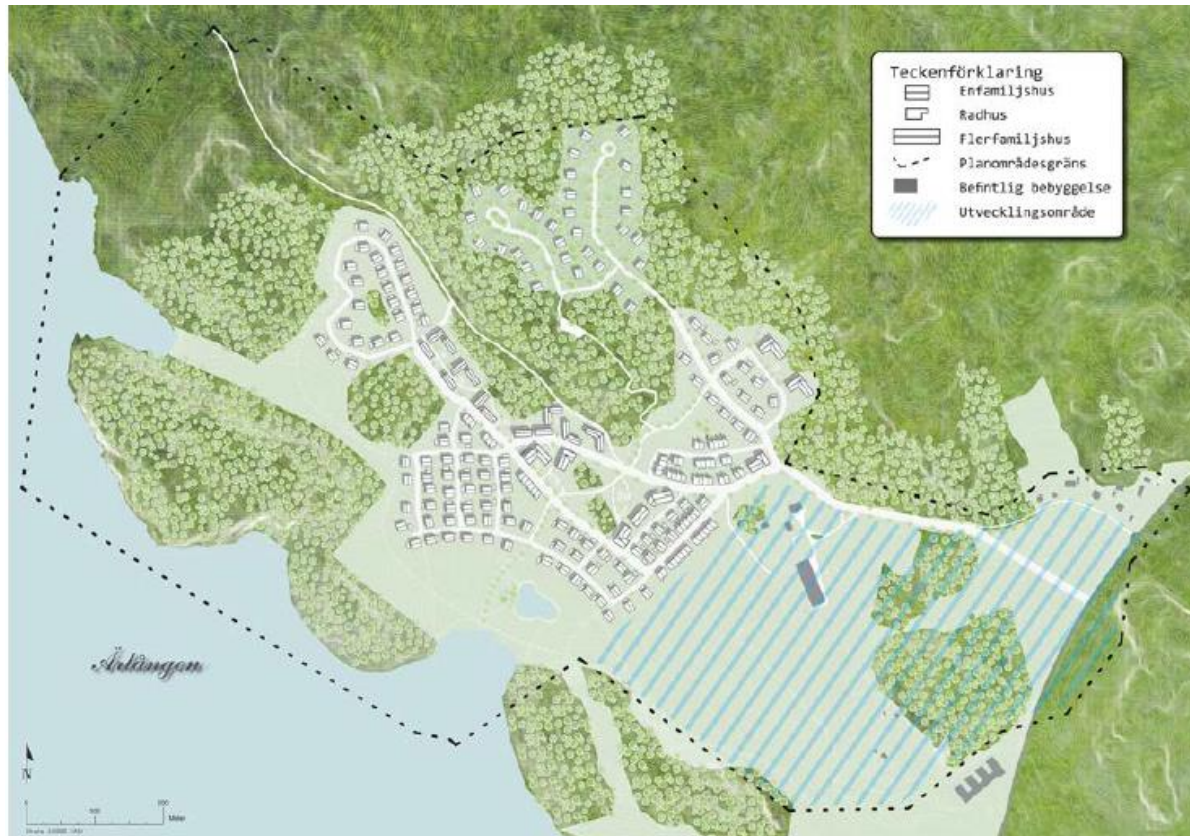 Teckenförklaring
Enfamiljshus
Radhus
Flerfamiljshus
Planområdesgräns
Befintlig bebyggelse
Utvecklingsområde
Ärlången
N
Meter